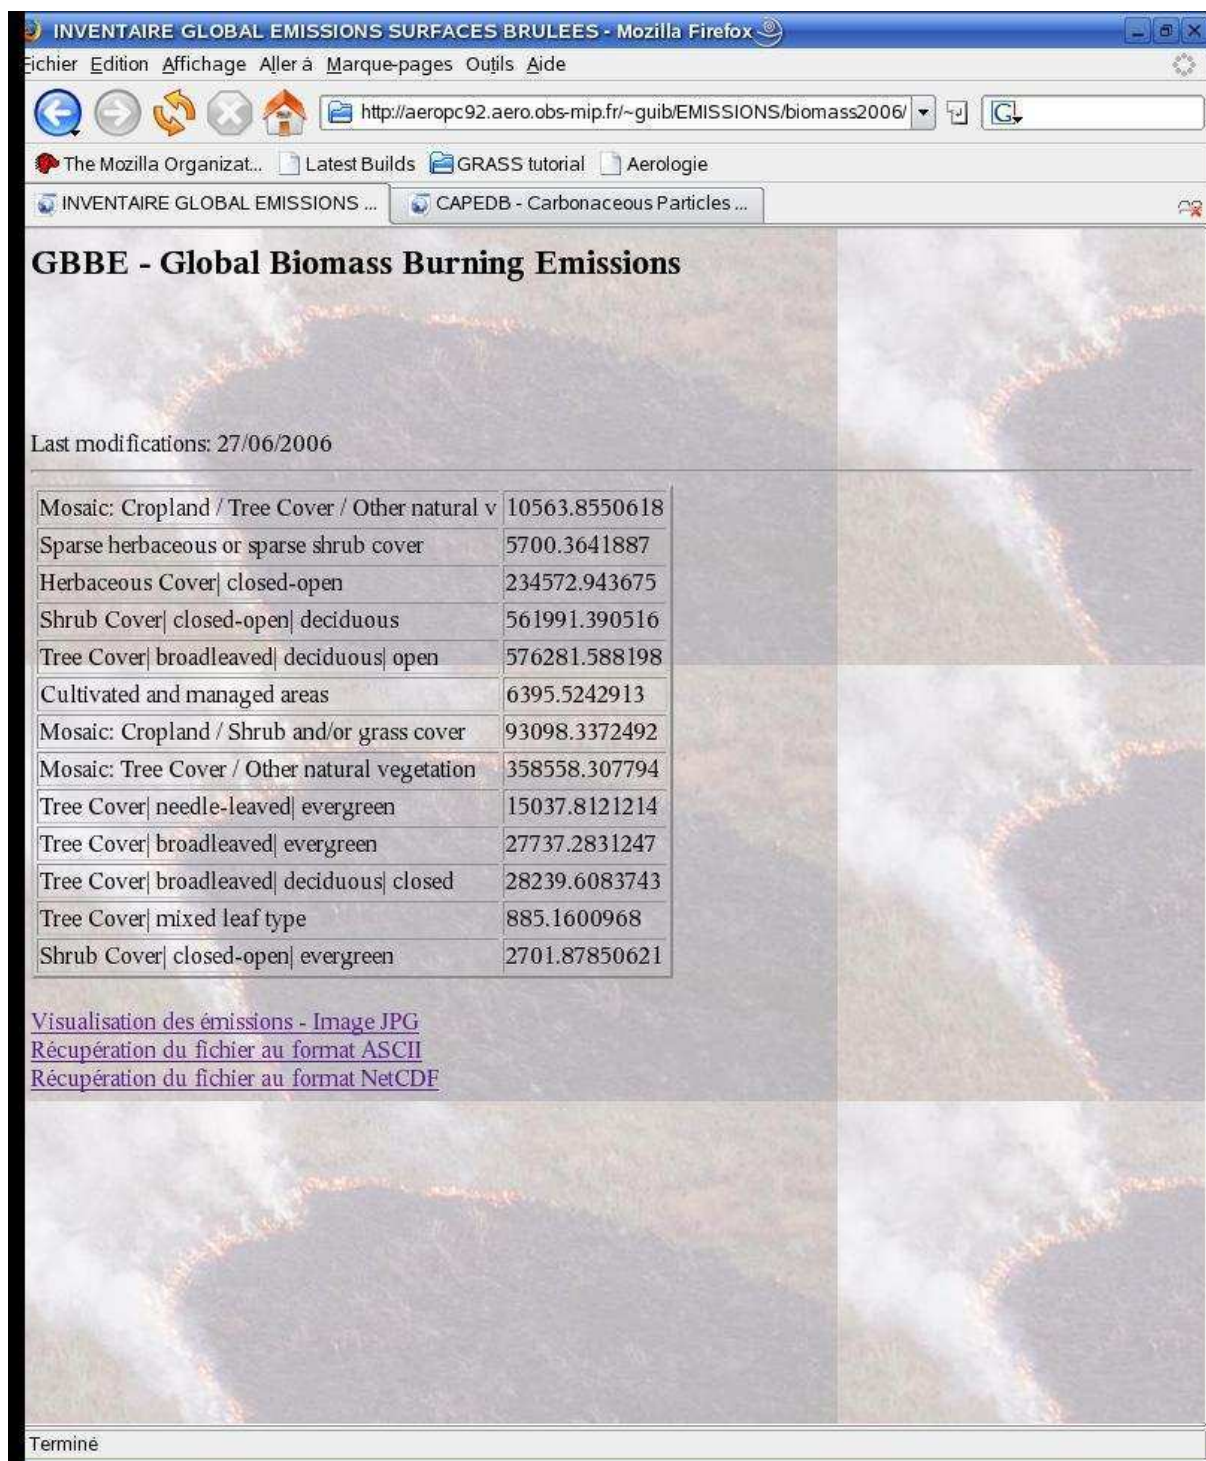 INVENTAIRE GLOBAL EMISSIONS SURFACES BRULEES - Mozilla Firefox
Fichier Edition Affichage Aller à Marque-pages Outils Aide
http://aeropc92.aero.obs-mip.fr/~guib/EMISSIONS/biomass2006/ G
The Mozilla Organizat... Latest Builds GRASS tutorial Aerologie
INVENTAIRE GLOBAL EMISSIONS ... CAPEDB - Carbonaceous Particles ...
GBBE - Global Biomass Burning Emissions
Last modifications: 27/06/2006
Mosaic: Cropland / Tree Cover / Other natural v 10563.8550618
Sparse herbaceous or sparse shrub cover 5700.3641887
Herbaceous Cover| closed-open 234572.943675
Shrub Cover| closed-open| deciduous 561991.390516
Tree Cover| broadleaved| deciduous| open 576281.588198
Cultivated and managed areas 6395.5242913
Mosaic: Cropland / Shrub and/or grass cover 93098.3372492
Mosaic: Tree Cover / Other natural vegetation 358558.307794
Tree Cover| needle-leaved| evergreen 15037.8121214
Tree Cover| broadleaved| evergreen 27737.2831247
Tree Cover| broadleaved| deciduous| closed 28239.6083743
Tree Cover| mixed leaf type 885.1600968
Shrub Cover| closed-open| evergreen 2701.87850621
Visualisation des émissions - Image JPG
Récupération du fichier au format ASCII
Récupération du fichier au format NetCDF
Terminé